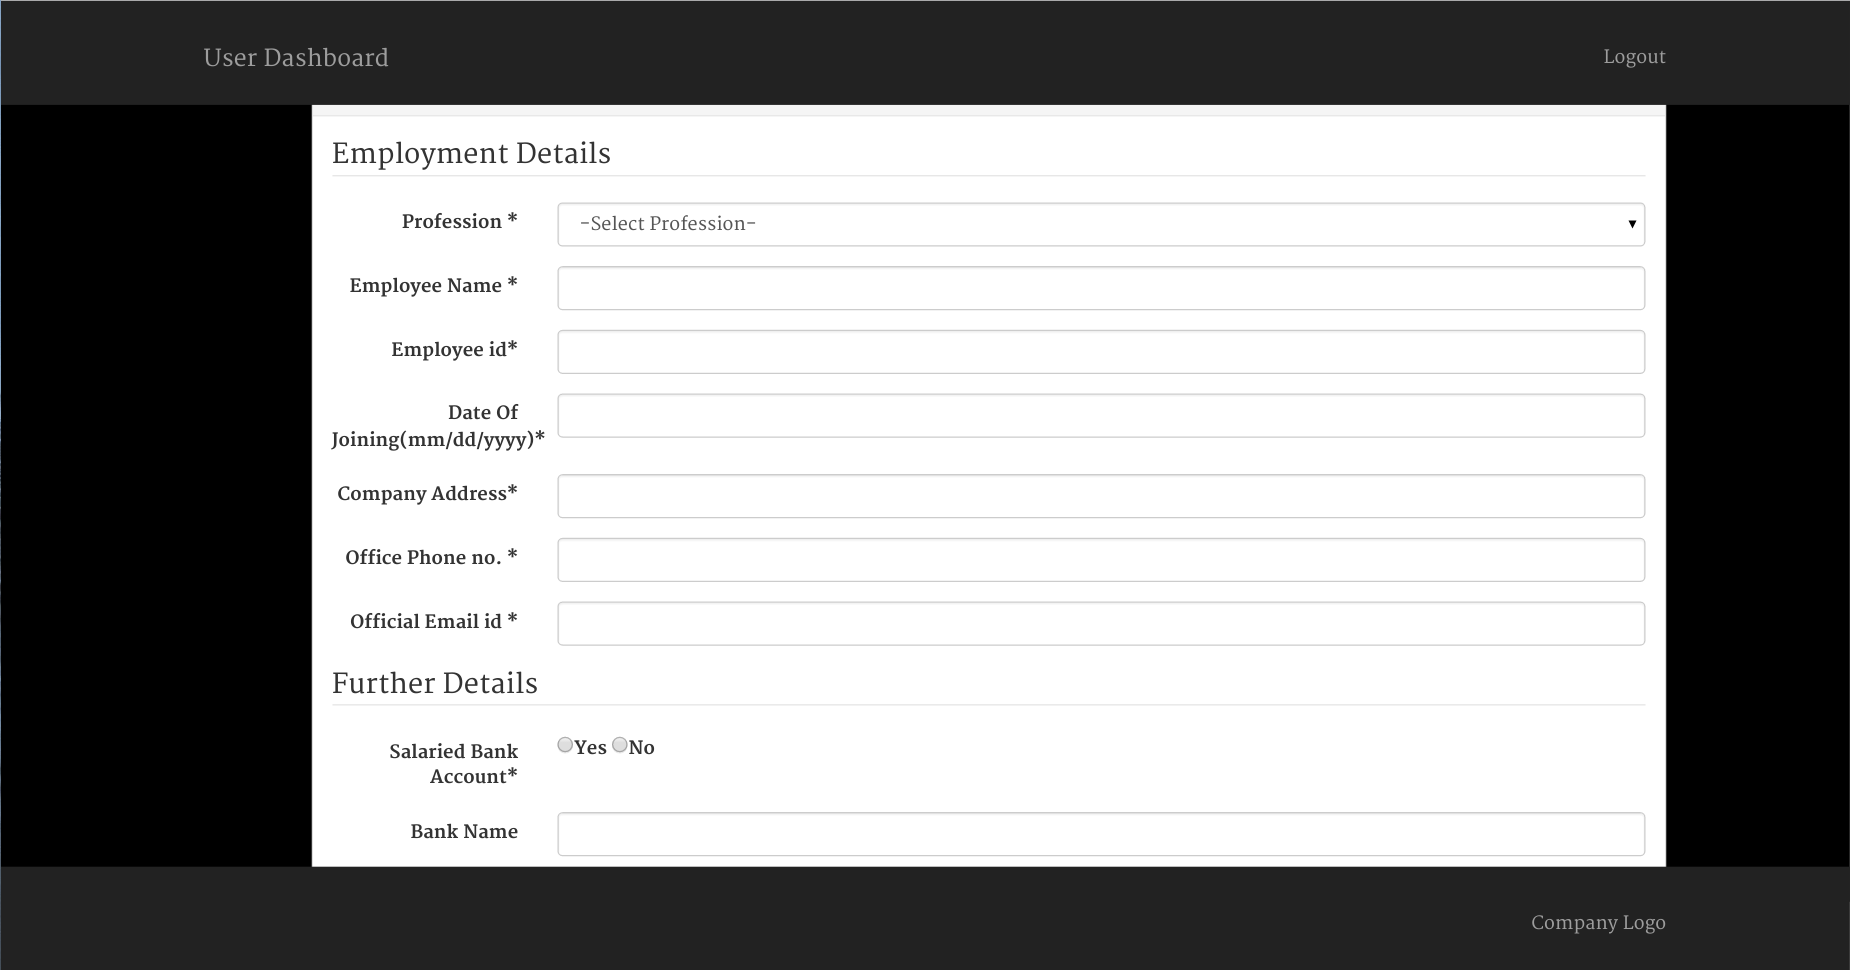 User Dashboard
Logout
Employment Details
Profession *
-Select Profession-
Employee Name *
Employee id*
Date Of
Joining(mm/dd/yyyy)*
Company Address*
Office Phone no. *
Official Email id *
Further Details
Salaried Bank
Account*
Yes No
Bank Name
Company Logo